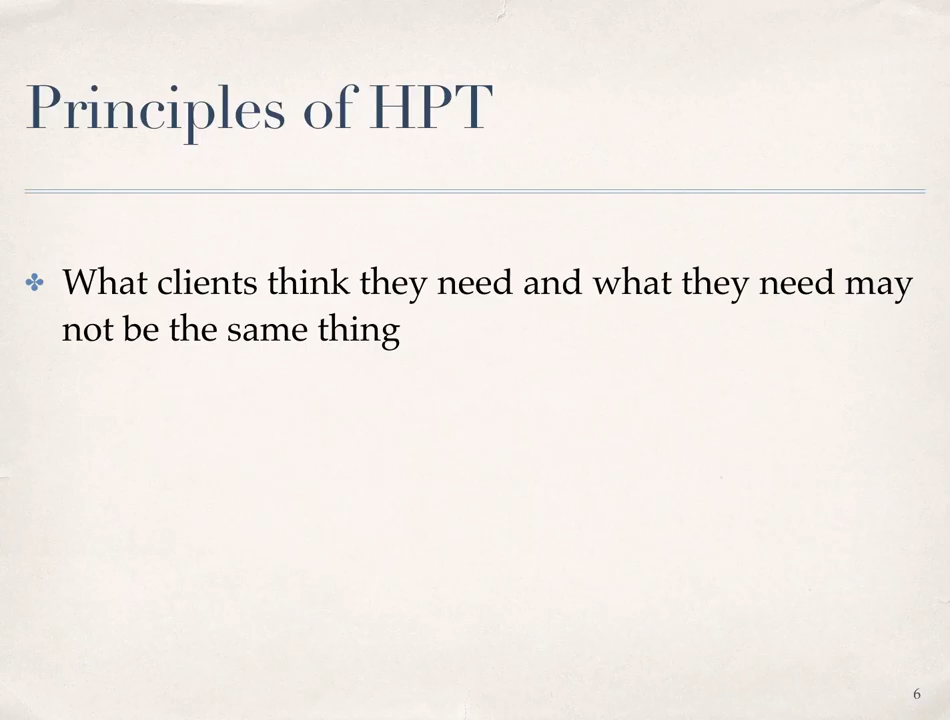 Principles of HPT
What clients think they need and what they need may
not be the same thing
6